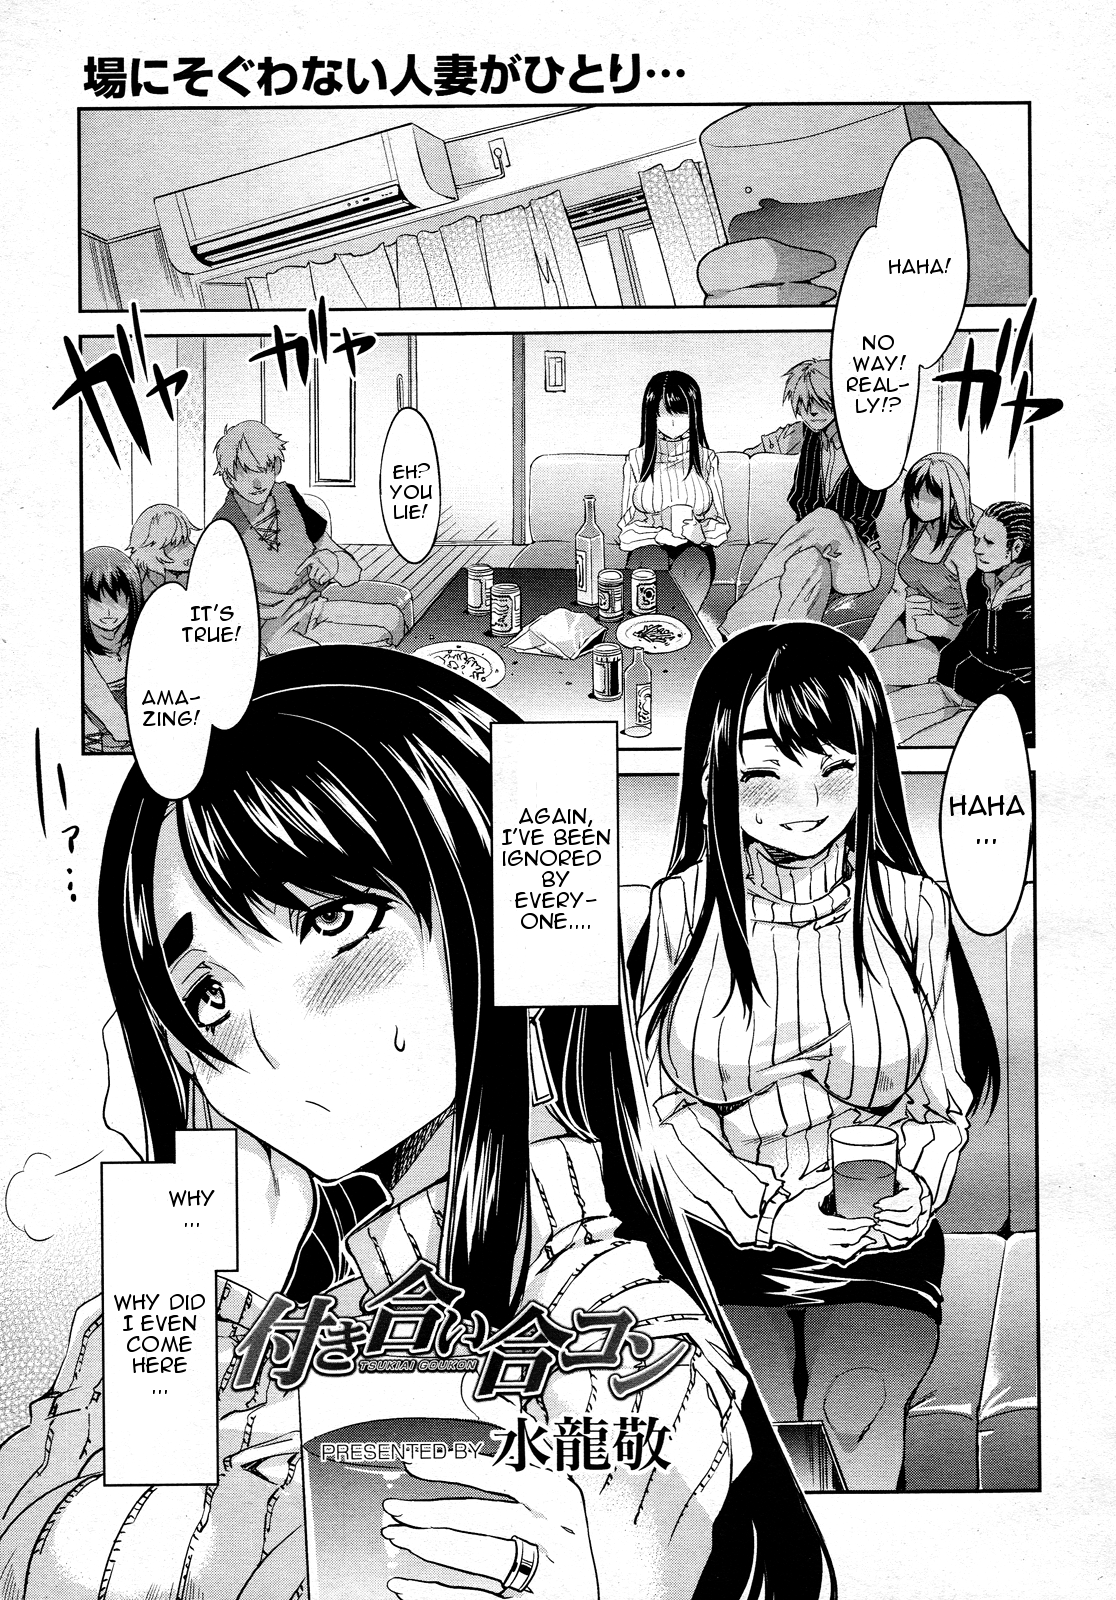 場にそぐわない人妻がひとり…
HAHA!
NO
WAY!
REAL-
LY!?
ガヤ
ガヤ
ガヤ
EH?
YOU
LIE!
IT'S
TRUE!
AMA-
ZING!
HAHA
...
AGAIN,
I'VE BEEN
IGNORED
BY
EVERY-
ONE....
WHY
...
WHY DID
I EVEN
COME
HERE
...
付き合い合コン
TSUKIAI GOUKON
PRESENTED BY 水龍敬